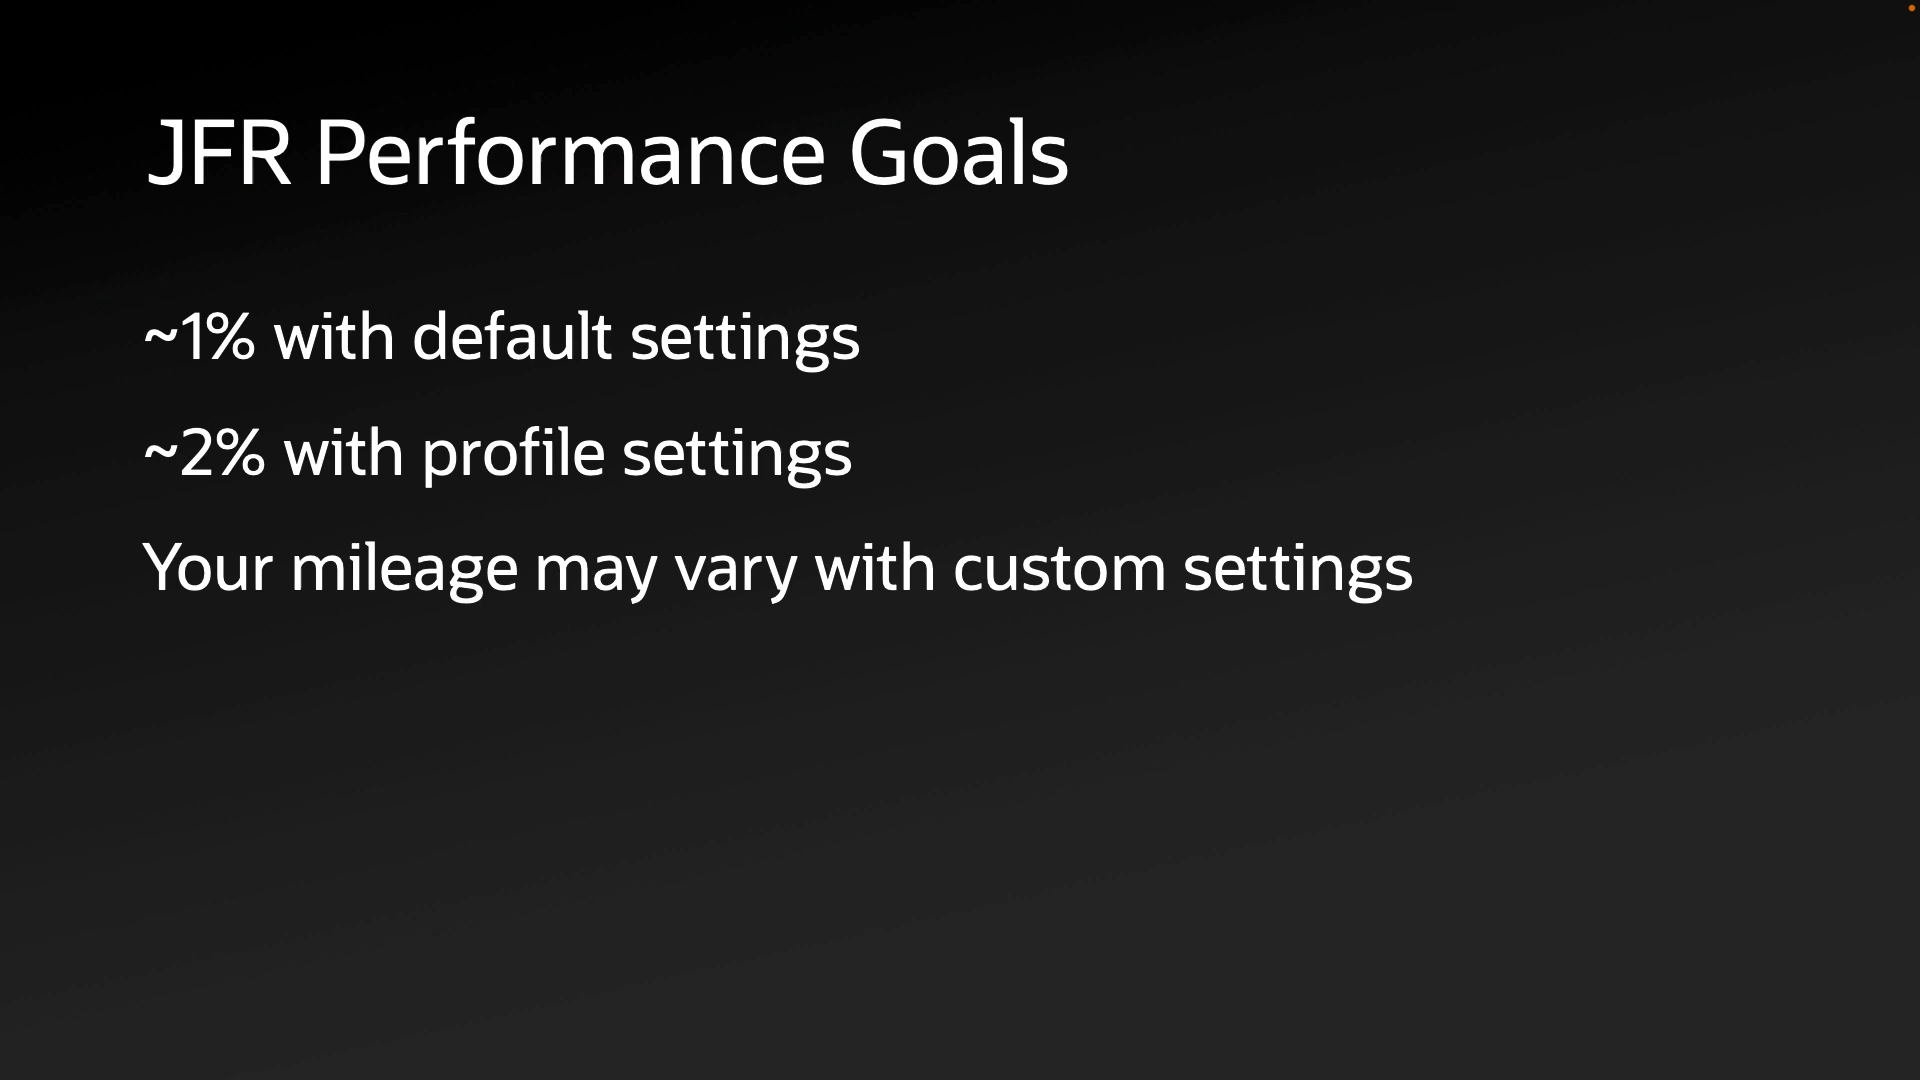 JFR Performance Goals
~1% with default settings
~2% with profile settings
Your mileage may vary with custom settings